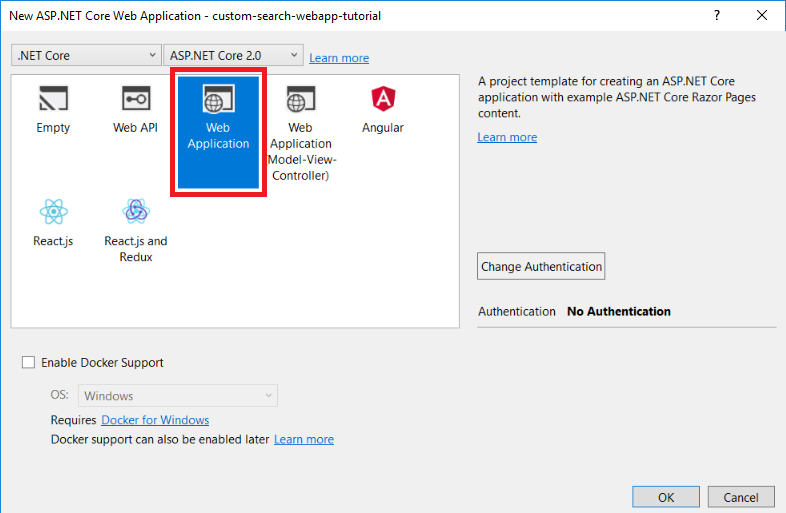 New ASP.NET Core Web Application - custom-search-webapp-tutorial
.NET Core
ASP.NET Core 2.0
Learn more
Empty
Web API
Web
Application
Web
Application
Model-View-
Controller)
Angular
React.js
React.js and
Redux
A project template for creating an ASP.NET Core
application with example ASP.NET Core Razor Pages
content.
Learn more
Change Authentication
Authentication No Authentication
Enable Docker Support
OS: Windows
Requires Docker for Windows
Docker support can also be enabled later Learn more
OK
Cancel